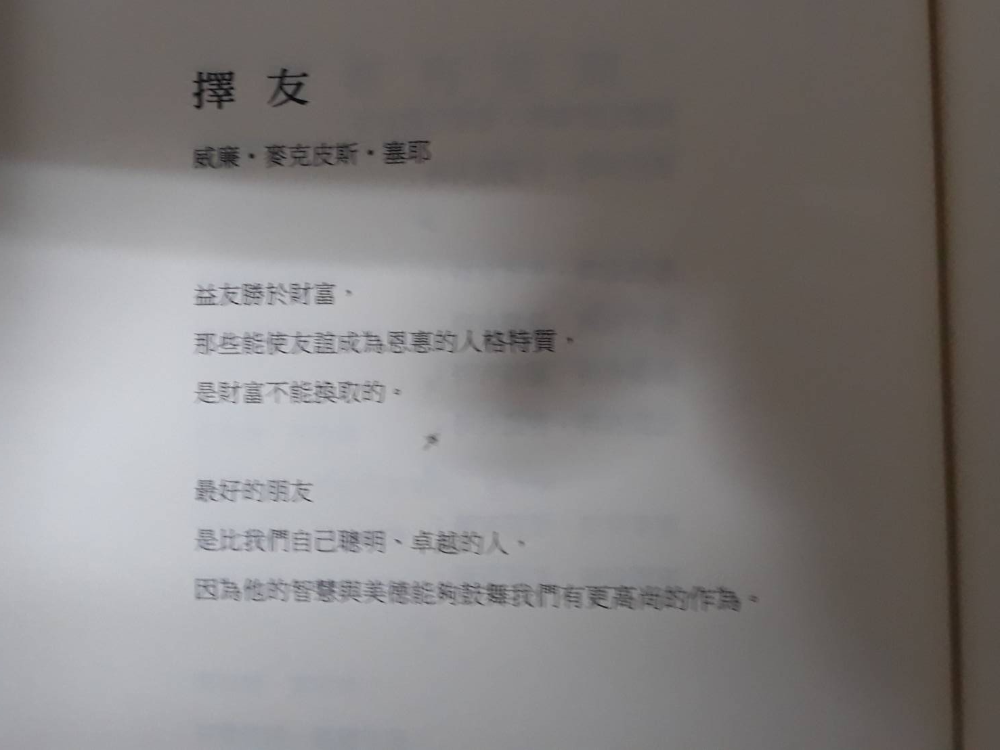 擇友
威廉・麥克皮斯・塞耶
益友勝於財富，
那些能使友誼成為恩惠的人格特質，
是財富不能換取的。
最好的朋友
是比我們自己聰明、卓越的人，
因為他的智慧與美德能夠鼓舞我們有更高尚的作為。